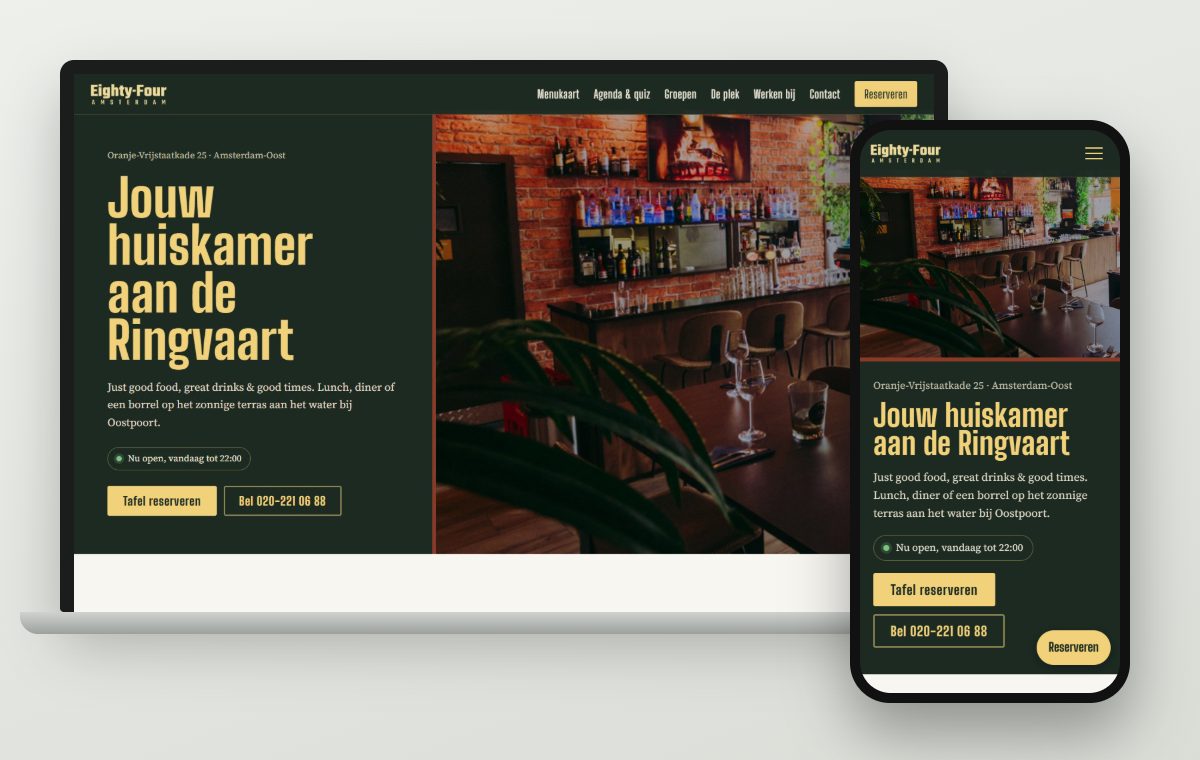 Eighty-Four
AMSTERDAM
Menukaart Agenda & quiz Groepen De plek Werken bij Contact Reserveren
Oranje-Vrijstaatkade 25 · Amsterdam-Oost
Jouw
huiskamer
aan de
Ringvaart
Just good food, great drinks & good times. Lunch, diner of
een borrel op het zonnige terras aan het water bij
Oostpoort.
Nu open, vandaag tot 22:00
Tafel reserveren Bel 020-221 06 88
Eighty-Four
AMSTERDAM
Oranje-Vrijstaatkade 25 · Amsterdam-Oost
Jouw huiskamer
aan de Ringvaart
Just good food, great drinks & good times.
Lunch, diner of een borrel op het zonnige
terras aan het water bij Oostpoort.
Nu open, vandaag tot 22:00
Tafel reserveren
Bel 020-221 06 88
Reserveren